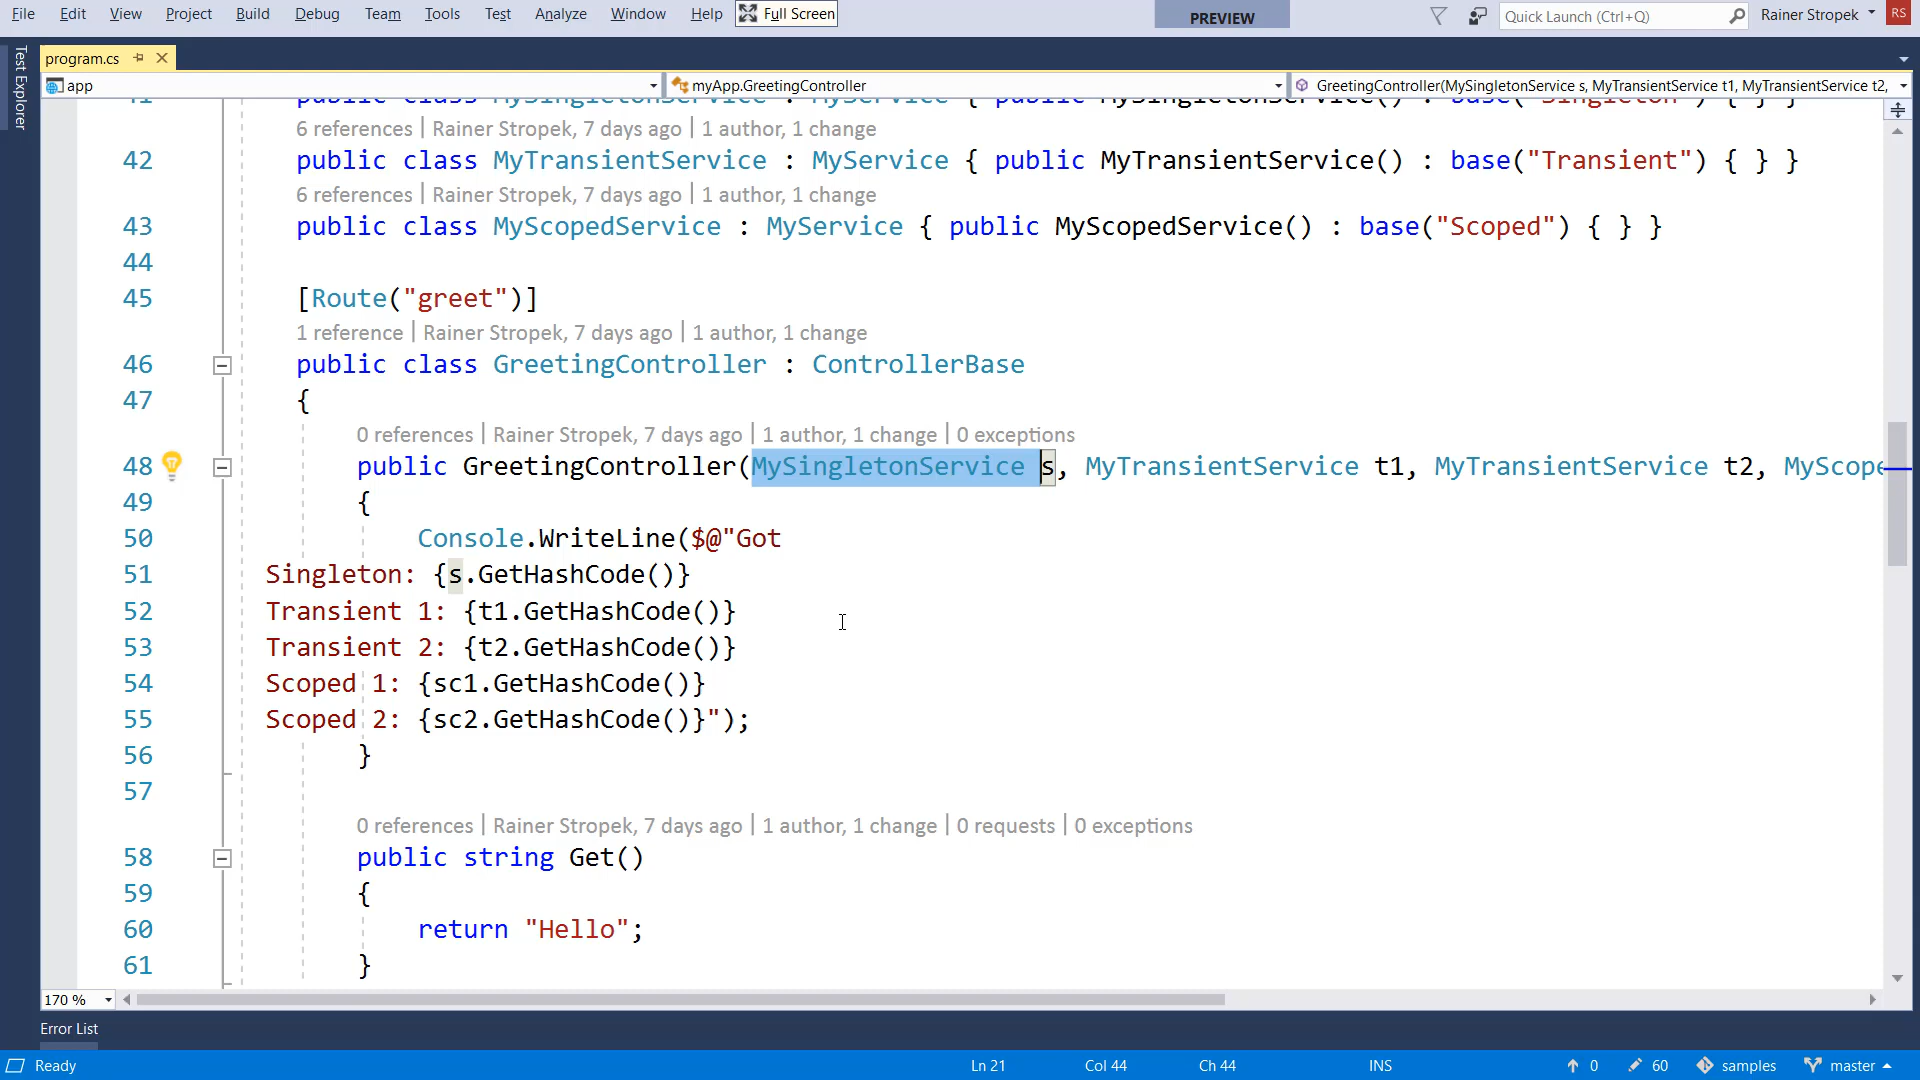 File Edit View Project Build Debug Team Tools Test Analyze Window Help Full Screen PREVIEW Quick Launch (Ctrl+Q) Rainer Stropek RS
Test Explorer
program.cs
app myApp.GreetingController GreetingController(MySingletonService s, MyTransientService t1, MyTransientService t2,
41 public class MySingletonService : MyService { public MySingletonService() : base("Singleton") { } }
6 references | Rainer Stropek, 7 days ago | 1 author, 1 change
42 public class MyTransientService : MyService { public MyTransientService() : base("Transient") { } }
6 references | Rainer Stropek, 7 days ago | 1 author, 1 change
43 public class MyScopedService : MyService { public MyScopedService() : base("Scoped") { } }
44
45 [Route("greet")]
1 reference | Rainer Stropek, 7 days ago | 1 author, 1 change
46 public class GreetingController : ControllerBase
47 {
0 references | Rainer Stropek, 7 days ago | 1 author, 1 change | 0 exceptions
48 public GreetingController(MySingletonService s, MyTransientService t1, MyTransientService t2, MyScope
49 {
50 Console.WriteLine($@"Got
51 Singleton: {s.GetHashCode()}
52 Transient 1: {t1.GetHashCode()}
53 Transient 2: {t2.GetHashCode()}
54 Scoped 1: {sc1.GetHashCode()}
55 Scoped 2: {sc2.GetHashCode()}");
56 }
57
0 references | Rainer Stropek, 7 days ago | 1 author, 1 change | 0 requests | 0 exceptions
58 public string Get()
59 {
60 return "Hello";
61 }
170 %
Error List
Ready Ln 21 Col 44 Ch 44 INS 0 60 samples master